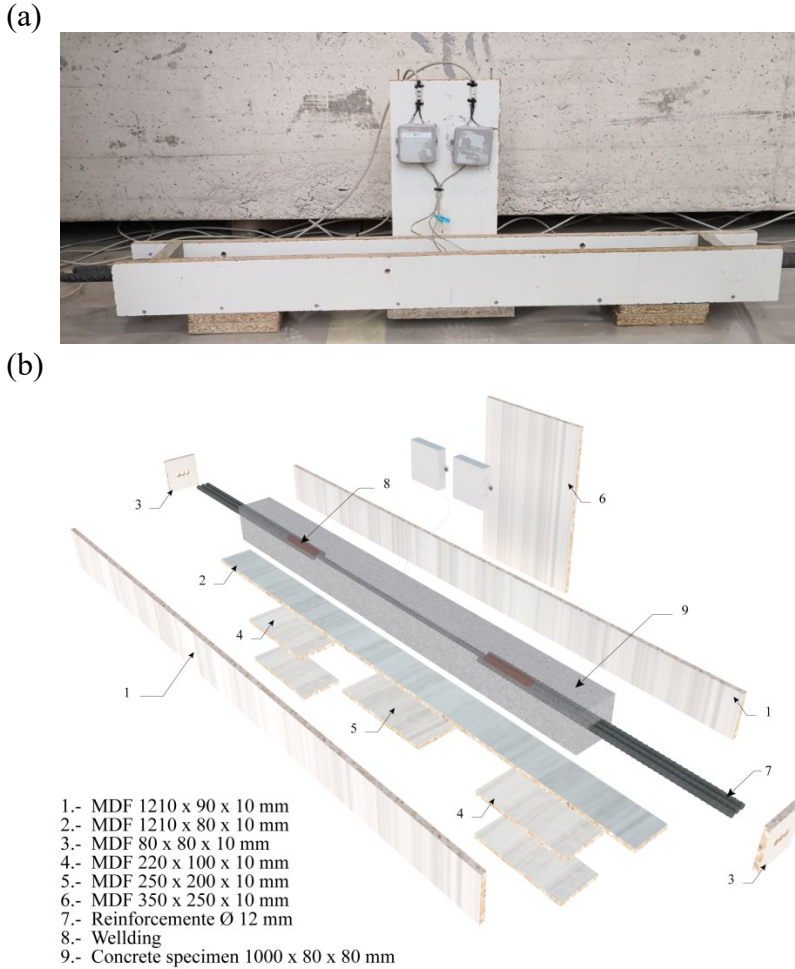 (a)
(b)
8
3
6
2
9
4
1
5
1
7
4
3
1.- MDF 1210 x 90 x 10 mm
2.- MDF 1210 x 80 x 10 mm
3.- MDF 80 x 80 x 10 mm
4.- MDF 220 x 100 x 10 mm
5.- MDF 250 x 200 x 10 mm
6.- MDF 350 x 250 x 10 mm
7.- Reinforcemente Ø 12 mm
8.- Wellding
9.- Concrete specimen 1000 x 80 x 80 mm